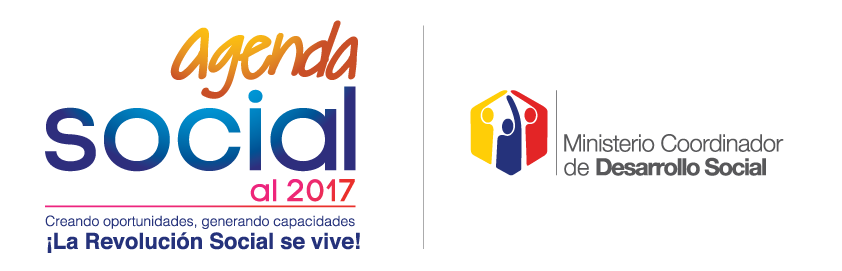 agenda
social
al 2017
Creando oportunidades, generando capacidades
¡La Revolución Social se vive!
Ministerio Coordinador
de Desarrollo Social